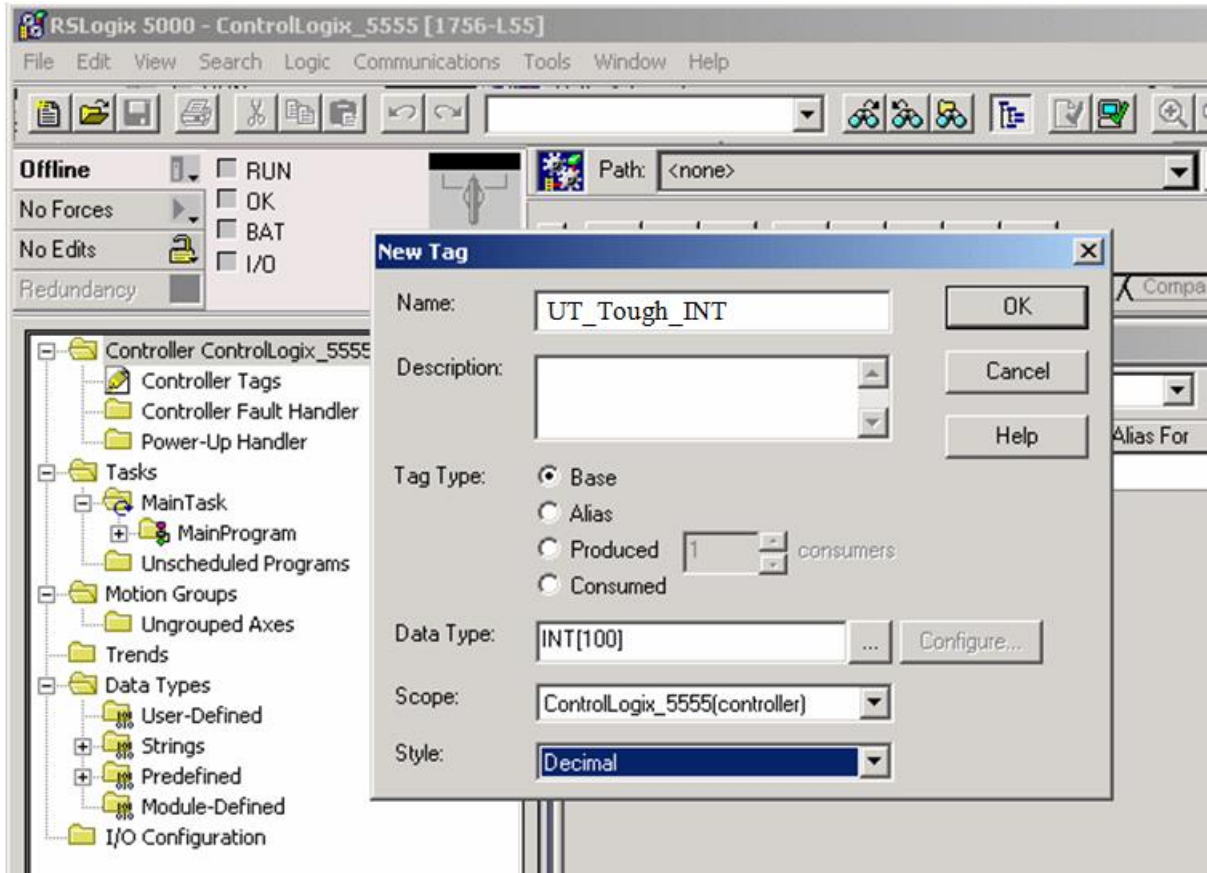 RSLogix 5000 - ControlLogix_5555 [1756-L55]
File Edit View Search Logic Communications Tools Window Help
Offline
RUN
Path: <none>
No Forces
OK
BAT
No Edits
I/O
Redundancy
New Tag
Name:
UT_Tough_INT
OK
Compa
Description:
Cancel
Help
Alias For
Tag Type:
Base
Alias
Produced 1 consumers
Consumed
Data Type:
INT[100]
...
Configure...
Scope:
ControlLogix_5555(controller)
Style:
Decimal
Controller ControlLogix_5555
Controller Tags
Controller Fault Handler
Power-Up Handler
Tasks
MainTask
MainProgram
Unscheduled Programs
Motion Groups
Ungrouped Axes
Trends
Data Types
User-Defined
Strings
Predefined
Module-Defined
I/O Configuration